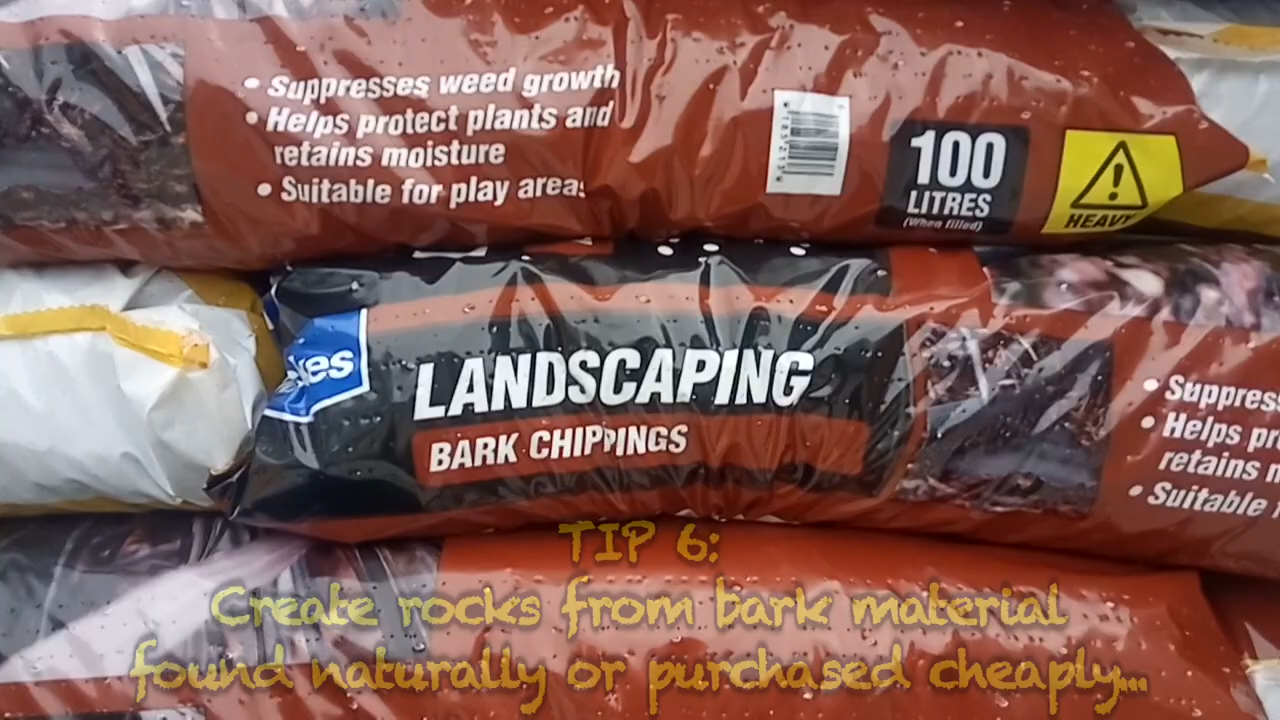 • Suppresses weed growth
• Helps protect plants and
retains moisture
• Suitable for play areas
100
LITRES
(When filled)
HEAVY
LANDSCAPING
BARK CHIPPINGS
• Suppres
• Helps pr
retains
• Suitable
TIP 6:
Create rocks from bark material
found naturally or purchased cheaply...